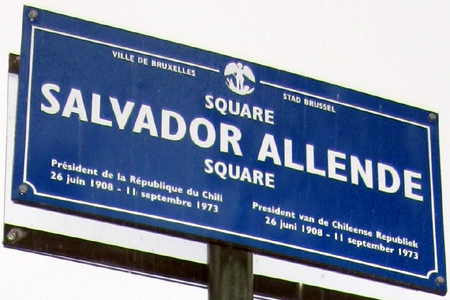 VILLE DE BRUXELLES
STAD BRUSSEL
SQUARE
SALVADOR ALLENDE
SQUARE
Président de la République du Chili
26 juin 1908 - 11 septembre 1973
President van de Chileense Republiek
26 juni 1908 - 11 september 1973